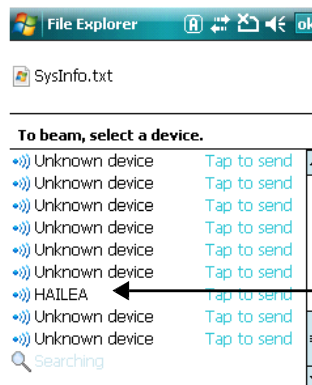 File Explorer ok
SysInfo.txt
To beam, select a device.
Unknown device Tap to send
Unknown device Tap to send
Unknown device Tap to send
Unknown device Tap to send
Unknown device Tap to send
Unknown device Tap to send
HAILEA Tap to send
Unknown device Tap to send
Unknown device Tap to send
Searching